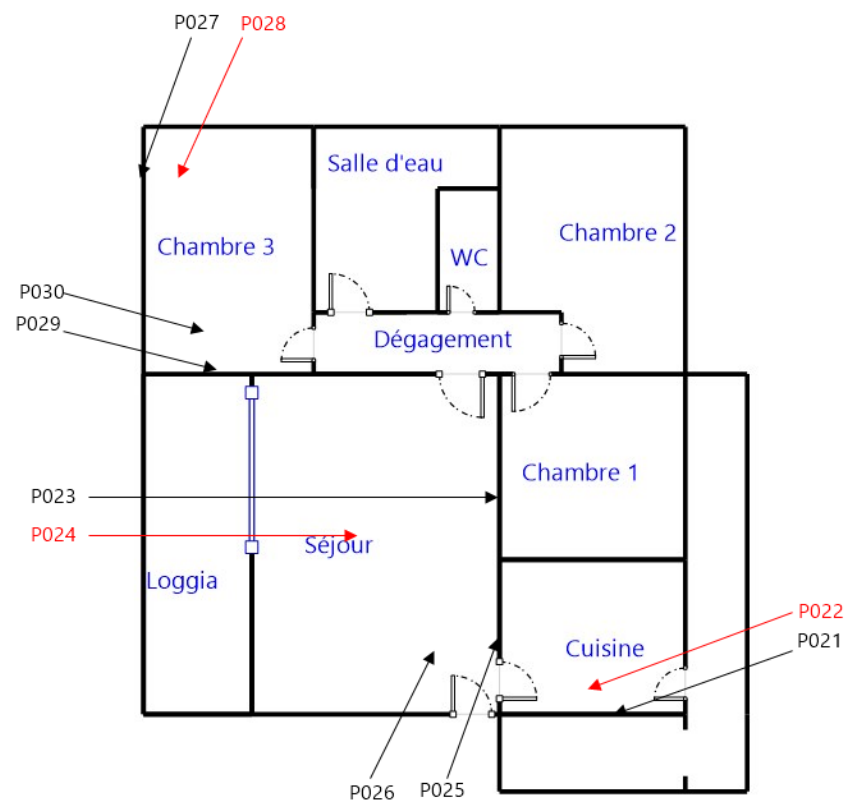 P027
P028
Salle d'eau
Chambre 2
Chambre 3
WC
P030
P029
Dégagement
Chambre 1
P023
P024
Séjour
Loggia
P022
Cuisine
P021
P026
P025